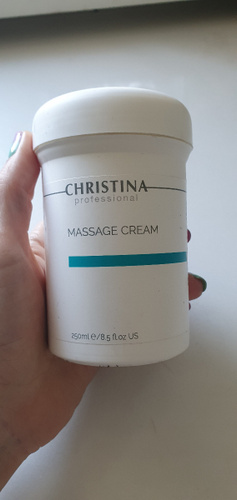 CHRISTINA
professional
MASSAGE CREAM
250ml e/8.5 fl.oz US